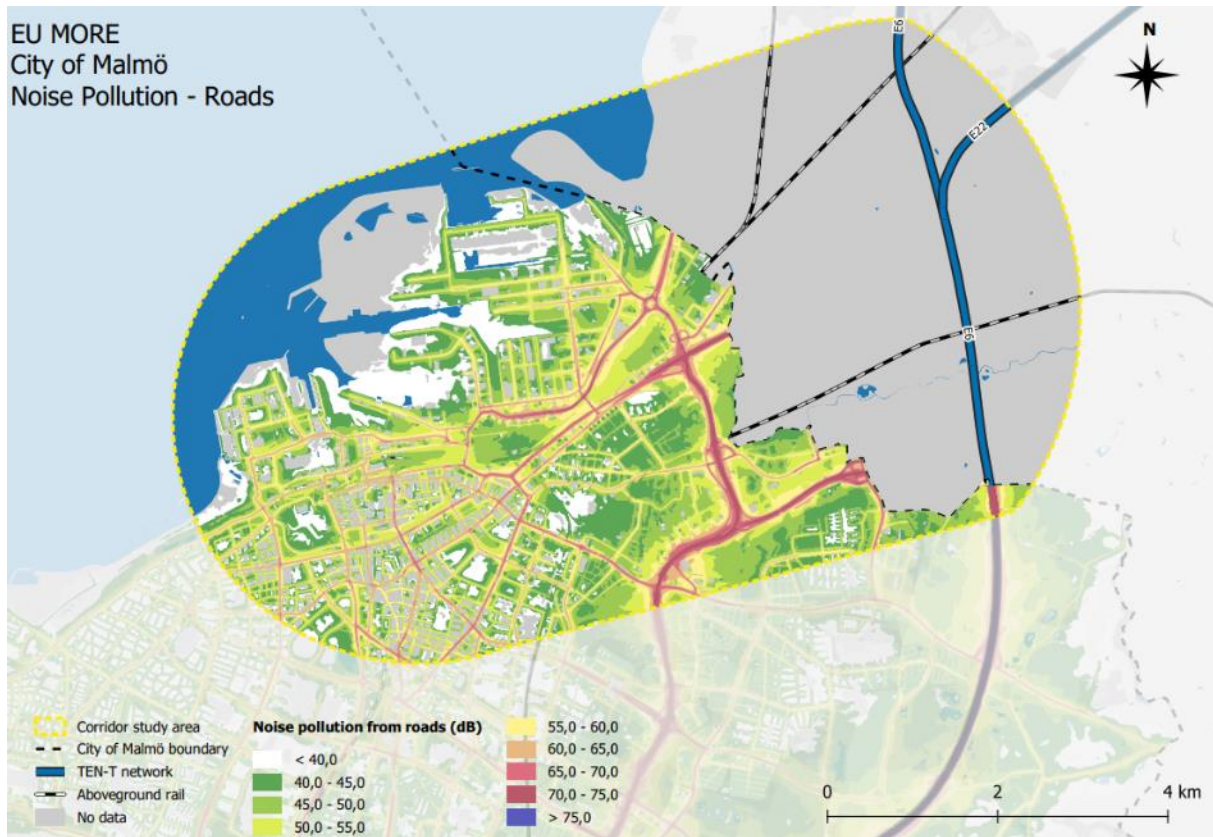 EU MORE
City of Malmö
Noise Pollution - Roads
N
E6
E22
E6
Corridor study area
City of Malmö boundary
TEN-T network
Aboveground rail
No data
Noise pollution from roads (dB)
< 40,0
40,0 - 45,0
45,0 - 50,0
50,0 - 55,0
55,0 - 60,0
60,0 - 65,0
65,0 - 70,0
70,0 - 75,0
> 75,0
0 2 4 km